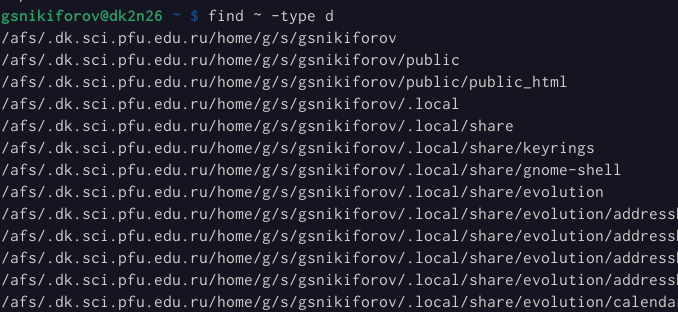 gsnikiforov@dk2n26 ~ $ find ~ -type d
/afs/.dk.sci.pfu.edu.ru/home/g/s/gsnikiforov
/afs/.dk.sci.pfu.edu.ru/home/g/s/gsnikiforov/public
/afs/.dk.sci.pfu.edu.ru/home/g/s/gsnikiforov/public/public_html
/afs/.dk.sci.pfu.edu.ru/home/g/s/gsnikiforov/.local
/afs/.dk.sci.pfu.edu.ru/home/g/s/gsnikiforov/.local/share
/afs/.dk.sci.pfu.edu.ru/home/g/s/gsnikiforov/.local/share/keyrings
/afs/.dk.sci.pfu.edu.ru/home/g/s/gsnikiforov/.local/share/gnome-shell
/afs/.dk.sci.pfu.edu.ru/home/g/s/gsnikiforov/.local/share/evolution
/afs/.dk.sci.pfu.edu.ru/home/g/s/gsnikiforov/.local/share/evolution/address
/afs/.dk.sci.pfu.edu.ru/home/g/s/gsnikiforov/.local/share/evolution/address
/afs/.dk.sci.pfu.edu.ru/home/g/s/gsnikiforov/.local/share/evolution/address
/afs/.dk.sci.pfu.edu.ru/home/g/s/gsnikiforov/.local/share/evolution/address
/afs/.dk.sci.pfu.edu.ru/home/g/s/gsnikiforov/.local/share/evolution/calenda